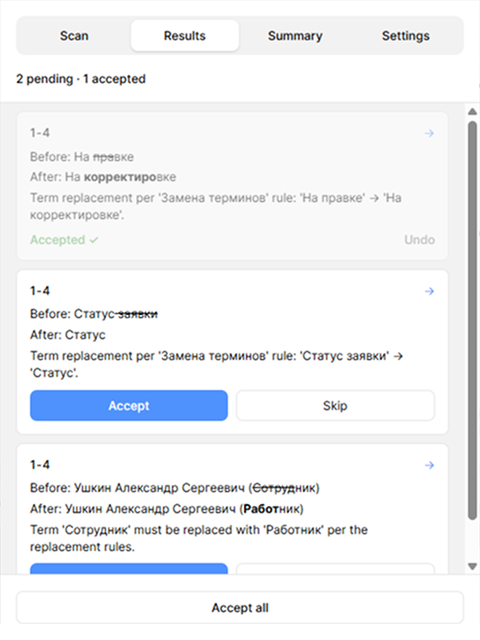 Scan Results Summary Settings
2 pending · 1 accepted
1-4 →
Before: На правке
After: На корректировке
Term replacement per 'Замена терминов' rule: 'На правке' → 'На
корректировке'.
Accepted ✓ Undo
1-4 →
Before: Статус заявки
After: Статус
Term replacement per 'Замена терминов' rule: 'Статус заявки' →
'Статус'.
Accept Skip
1-4 →
Before: Ушкин Александр Сергеевич (Сотрудник)
After: Ушкин Александр Сергеевич (Работник)
Term 'Сотрудник' must be replaced with 'Работник' per the
replacement rules.
Accept all